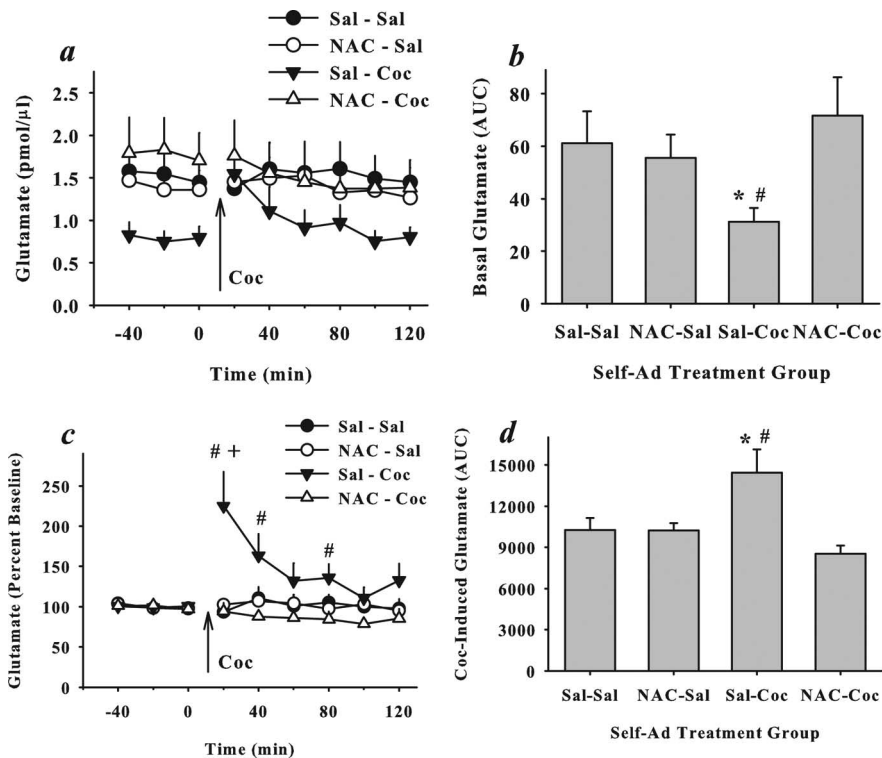 a
Sal - Sal
NAC - Sal
Sal - Coc
NAC - Coc
Glutamate (pmol/µl)
2.5
2.0
1.5
1.0
0.5
0.0
Coc
-40 0 40 80 120
Time (min)
b
Basal Glutamate (AUC)
80
60
40
20
0
* #
Sal-Sal NAC-Sal Sal-Coc NAC-Coc
Self-Ad Treatment Group
c
Sal - Sal
NAC - Sal
Sal - Coc
NAC - Coc
Glutamate (Percent Baseline)
250
200
150
100
50
0
# +
#
#
Coc
-40 0 40 80 120
Time (min)
d
Coc-Induced Glutamate (AUC)
15000
12000
9000
6000
3000
0
* #
Sal-Sal NAC-Sal Sal-Coc NAC-Coc
Self-Ad Treatment Group